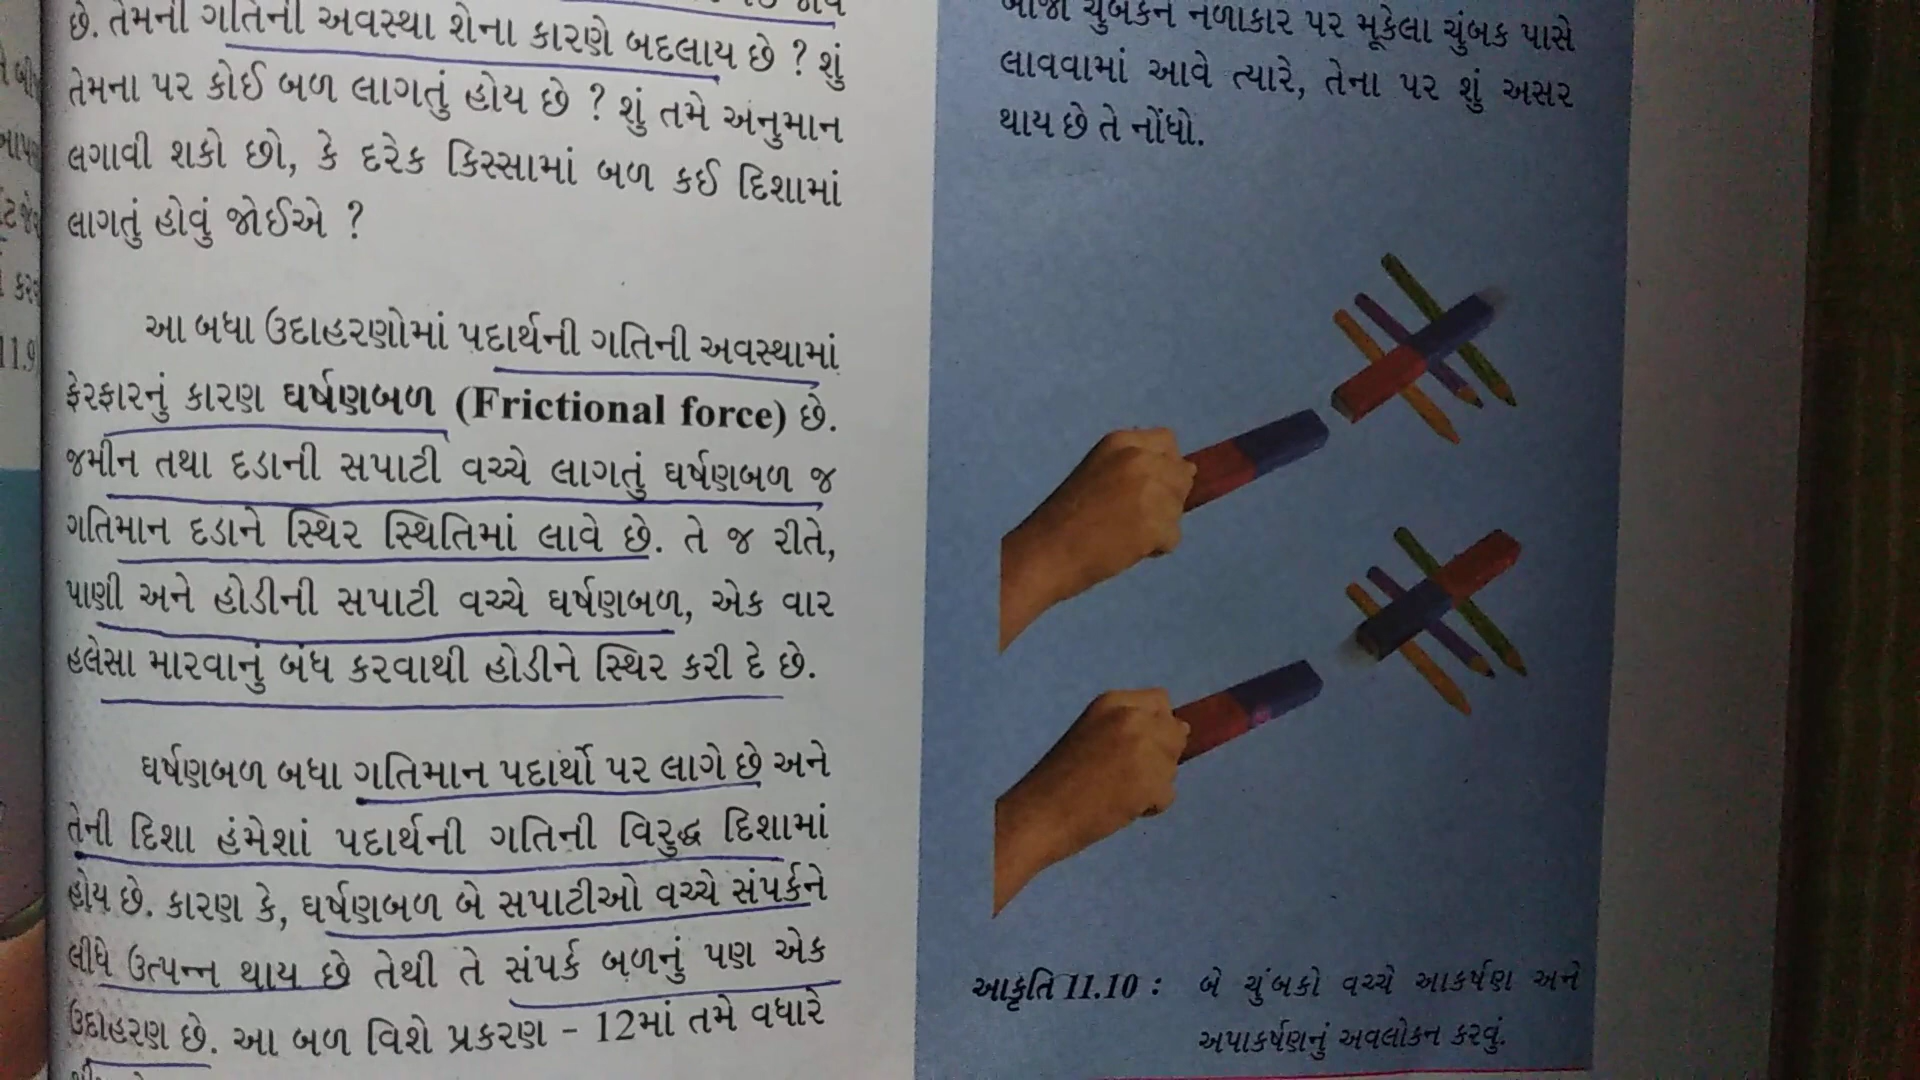 છે. તેમની ગતિની અવસ્થા શેના કારણે બદલાય છે ? શું
તેમના પર કોઈ બળ લાગતું હોય છે ? શું તમે અનુમાન
લગાવી શકો છો, કે દરેક કિસ્સામાં બળ કઈ દિશામાં
લાગતું હોવું જોઈએ ?
આ બધા ઉદાહરણોમાં પદાર્થની ગતિની અવસ્થામાં
ફેરફારનું કારણ ઘર્ષણબળ (Frictional force) છે.
જમીન તથા દડાની સપાટી વચ્ચે લાગતું ઘર્ષણબળ જ
ગતિમાન દડાને સ્થિર સ્થિતિમાં લાવે છે. તે જ રીતે,
પાણી અને હોડીની સપાટી વચ્ચે ઘર્ષણબળ, એક વાર
હલેસા મારવાનું બંધ કરવાથી હોડીને સ્થિર કરી દે છે.
ઘર્ષણબળ બધા ગતિમાન પદાર્થો પર લાગે છે અને
તેની દિશા હંમેશાં પદાર્થની ગતિની વિરુદ્ધ દિશામાં
હોય છે. કારણ કે, ઘર્ષણબળ બે સપાટીઓ વચ્ચે સંપર્કને
લીધે ઉત્પન્ન થાય છે તેથી તે સંપર્ક બળનું પણ એક
ઉદાહરણ છે. આ બળ વિશે પ્રકરણ – 12માં તમે વધારે
બીજા ચુંબકને નળાકાર પર મૂકેલા ચુંબક પાસે
લાવવામાં આવે ત્યારે, તેના પર શું અસર
થાય છે તે નોંધો.
આકૃતિ 11.10 : બે ચુંબકો વચ્ચે આકર્ષણ અને
અપાકર્ષણનું અવલોકન કરવું.
11.9